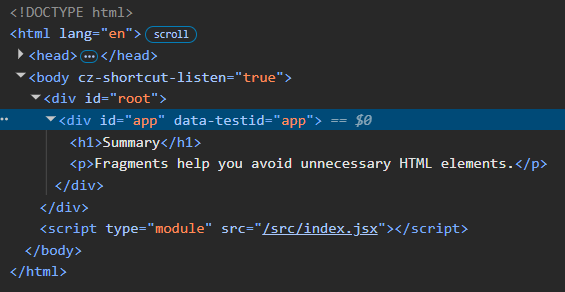 <!DOCTYPE html>
<html lang="en"> scroll
<head> ••• </head>
<body cz-shortcut-listen="true">
<div id="root">
••• <div id="app" data-testid="app"> == $0
<h1>Summary</h1>
<p>Fragments help you avoid unnecessary HTML elements.</p>
</div>
</div>
<script type="module" src="/src/index.jsx"></script>
</body>
</html>